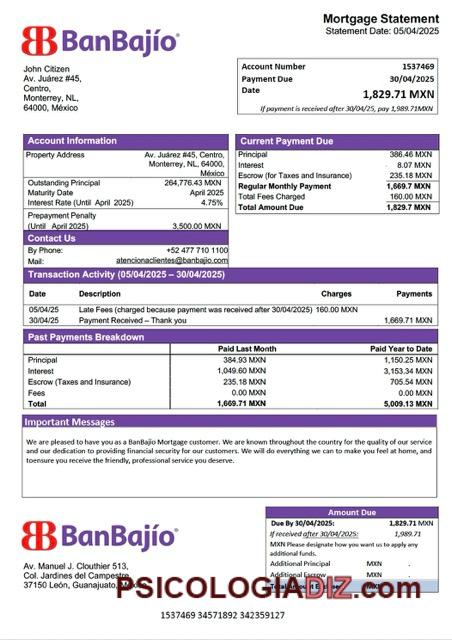 Mortgage Statement
Statement Date: 05/04/2025
BanBajío
John Citizen
Av. Juárez #45,
Centro,
Monterrey, NL,
64000, México
Account Number 1537469
Payment Due 30/04/2025
Date 1,829.71 MXN
If payment is received after 30/04/25, pay 1,989.71MXN
Account Information
Property Address Av. Juárez #45, Centro,
Monterrey, NL, 64000,
México
Outstanding Principal 264,776.43 MXN
Maturity Date April 2025
Interest Rate (Until April 2025) 4.75%
Prepayment Penalty
(Until April 2025) 3,500.00 MXN
Contact Us
By Phone: +52 477 710 1100
Mail: atencionaclientes@banbajio.com
Current Payment Due
Principal 386.46 MXN
Interest 8.07 MXN
Escrow (for Taxes and Insurance) 235.18 MXN
Regular Monthly Payment 1,669.7 MXN
Total Fees Charged 160.00 MXN
Total Amount Due 1,829.7 MXN
Transaction Activity (05/04/2025 – 30/04/2025)
Date Description Charges Payments
05/04/25 Late Fees (charged because payment was received after 30/04/2025) 160.00 MXN
30/04/25 Payment Received – Thank you 1,669.71 MXN
Past Payments Breakdown
Paid Last Month Paid Year to Date
Principal 384.93 MXN 1,150.25 MXN
Interest 1,049.60 MXN 3,153.34 MXN
Escrow (Taxes and Insurance) 235.18 MXN 705.54 MXN
Fees 0.00 MXN 0.00 MXN
Total 1,669.71 MXN 5,009.13 MXN
Important Messages
We are pleased to have you as a BanBajío Mortgage customer. We are known throughout the country for the quality of our service
and our dedication to providing financial security for our customers. We will do everything we can to make you feel at home, and
toensure you receive the friendly, professional service you deserve.
BanBajío
Av. Manuel J. Clouthier 513,
Col. Jardines del Campestre,
37150 León, Guanajuato, México
Amount Due
Due By 30/04/2025: 1,829.71 MXN
If received after 30/04/2025: 1,989.71
MXN Please designate how you want us to apply any
additional funds.
Additional Principal MXN .
Additional Escrow MXN .
Total Amount MXN .
PSICOLOGIADIZ.com
1537469 34571892 342359127